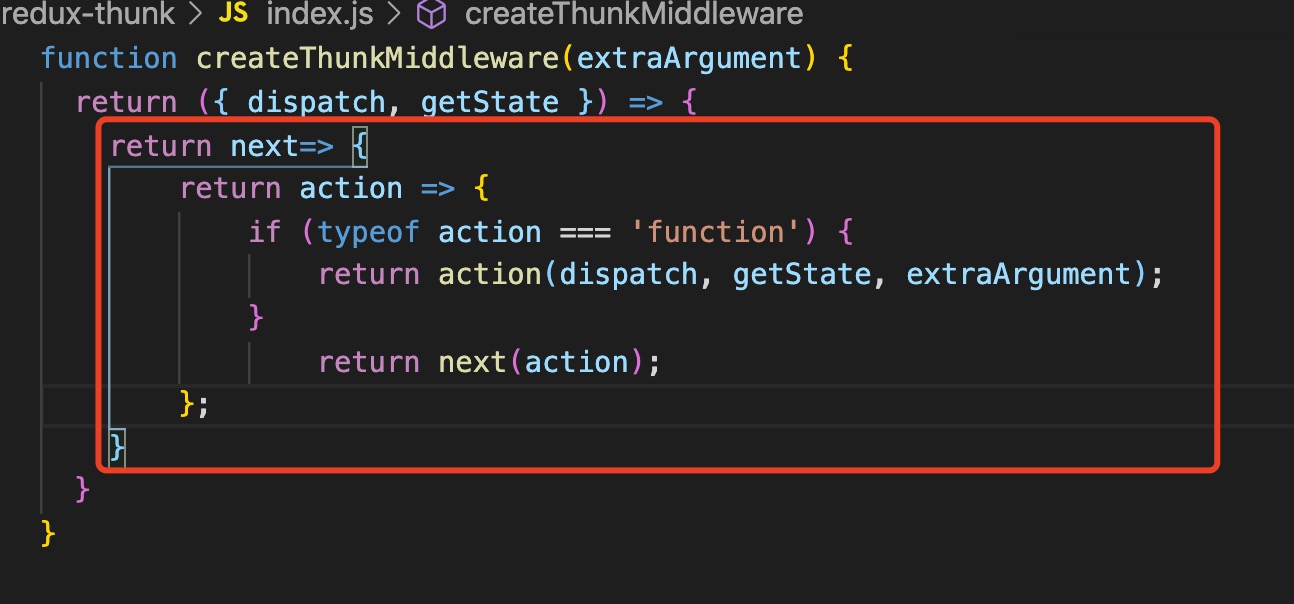 redux-thunk > JS index.js > createThunkMiddleware
function createThunkMiddleware(extraArgument) {
return ({ dispatch, getState }) => {
return next=> {
return action => {
if (typeof action === 'function') {
return action(dispatch, getState, extraArgument);
}
return next(action);
};
}
}
}